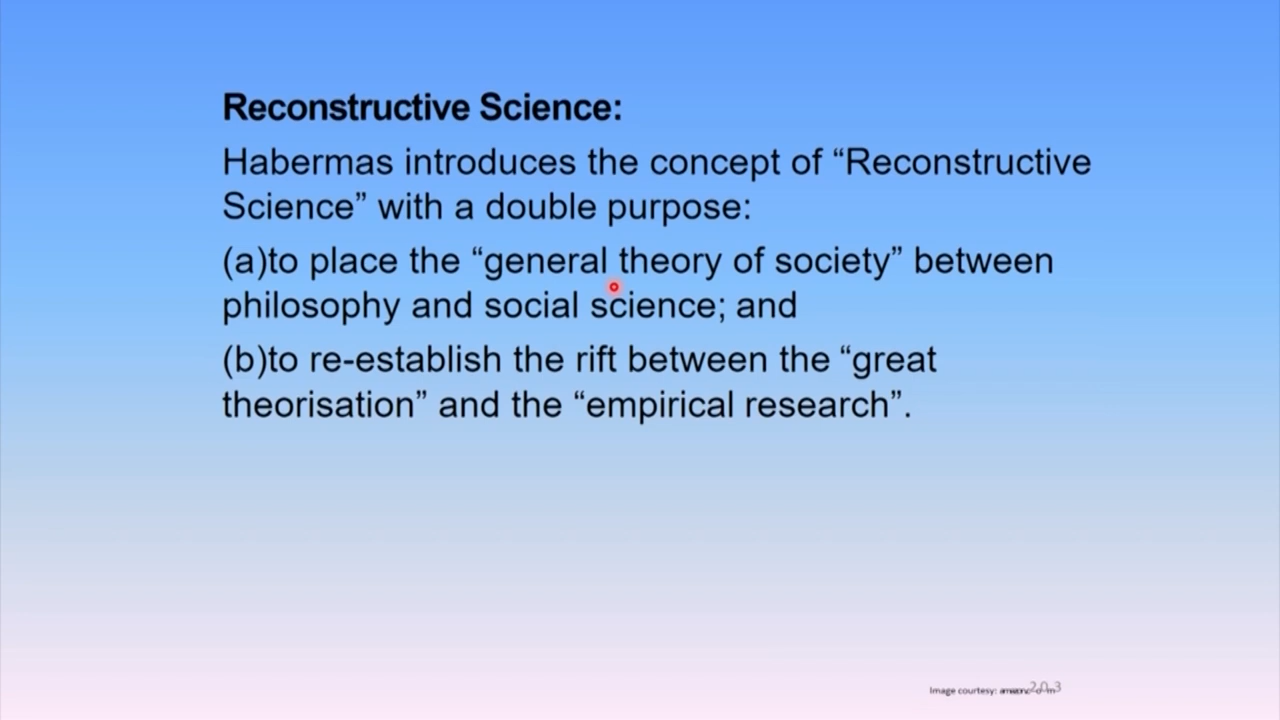 Reconstructive Science:
Habermas introduces the concept of “Reconstructive
Science” with a double purpose:
(a)to place the “general theory of society” between
philosophy and social science; and
(b)to re-establish the rift between the “great
theorisation” and the “empirical research”.
Image courtesy: